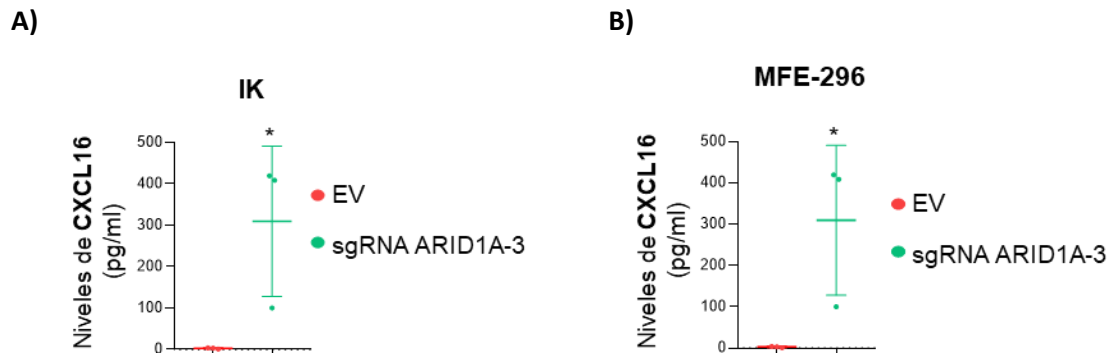 A)
IK
Niveles de CXCL16
(pg/ml)
500
400
300
200
100
0
*
EV
sgRNA ARID1A-3
B)
MFE-296
Niveles de CXCL16
(pg/ml)
500
400
300
200
100
0
*
EV
sgRNA ARID1A-3